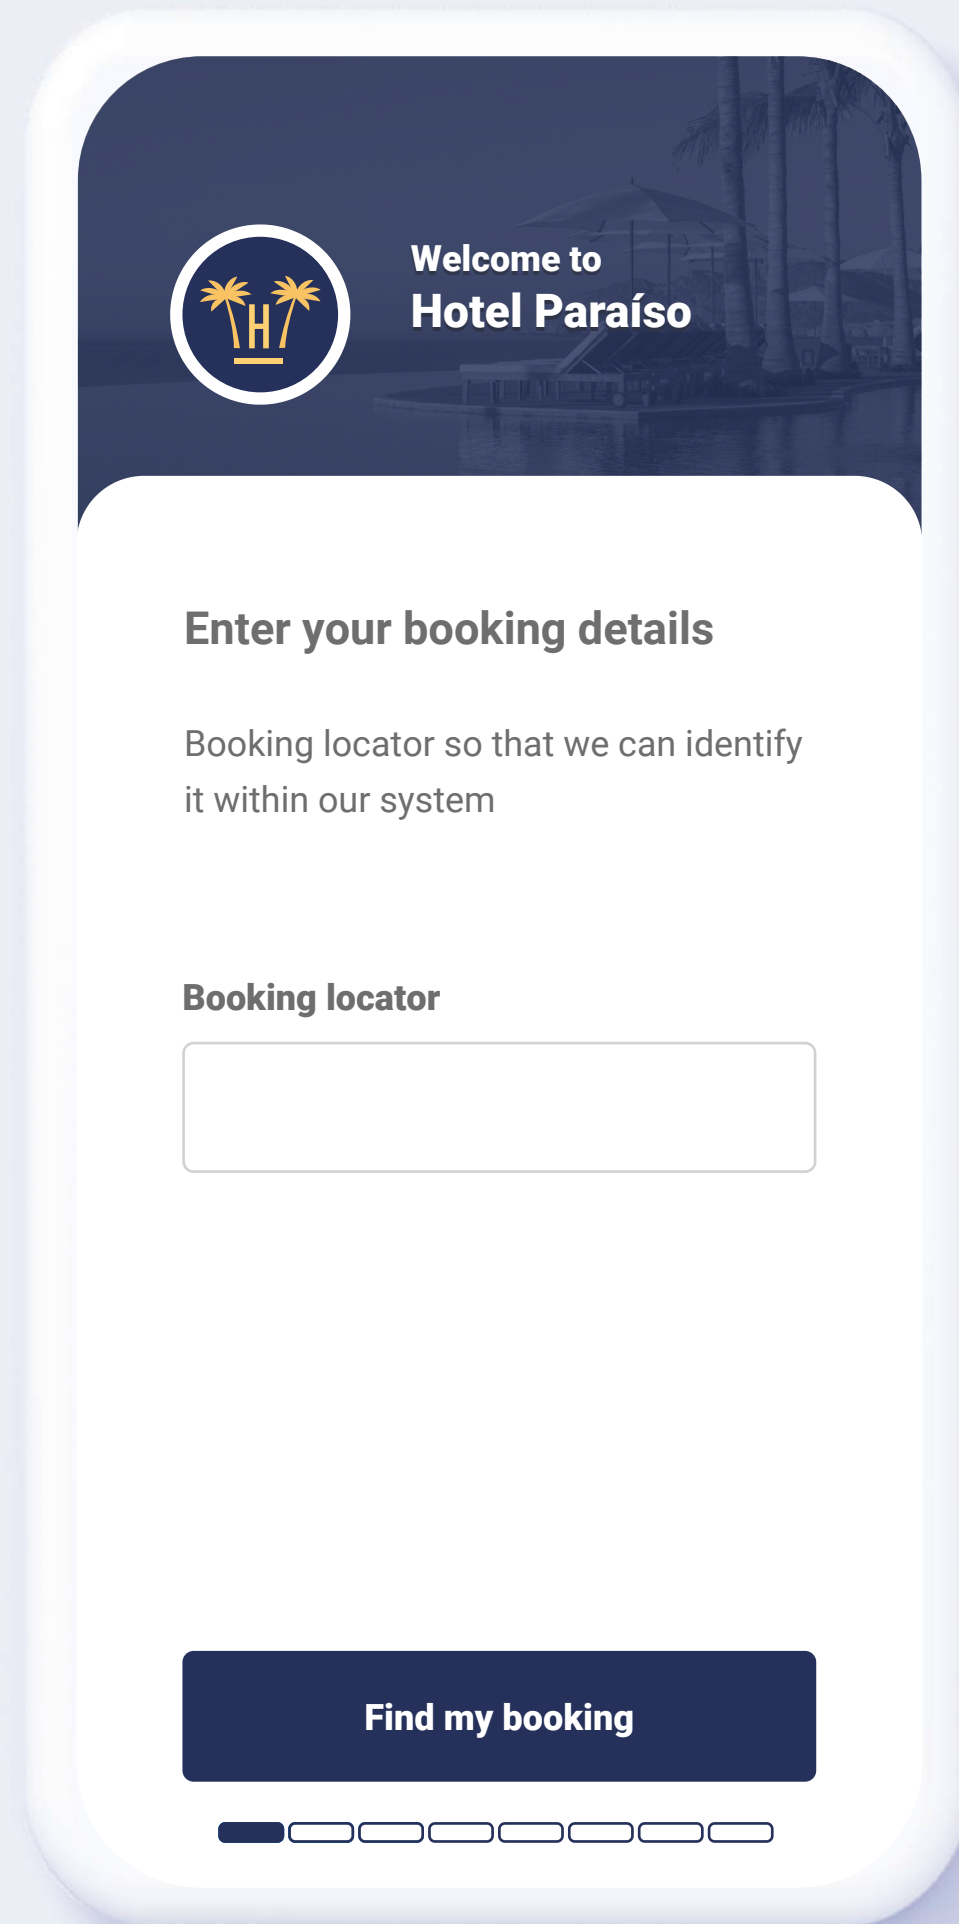 H
Welcome to
Hotel Paraíso
Enter your booking details
Booking locator so that we can identify
it within our system
Booking locator
Find my booking